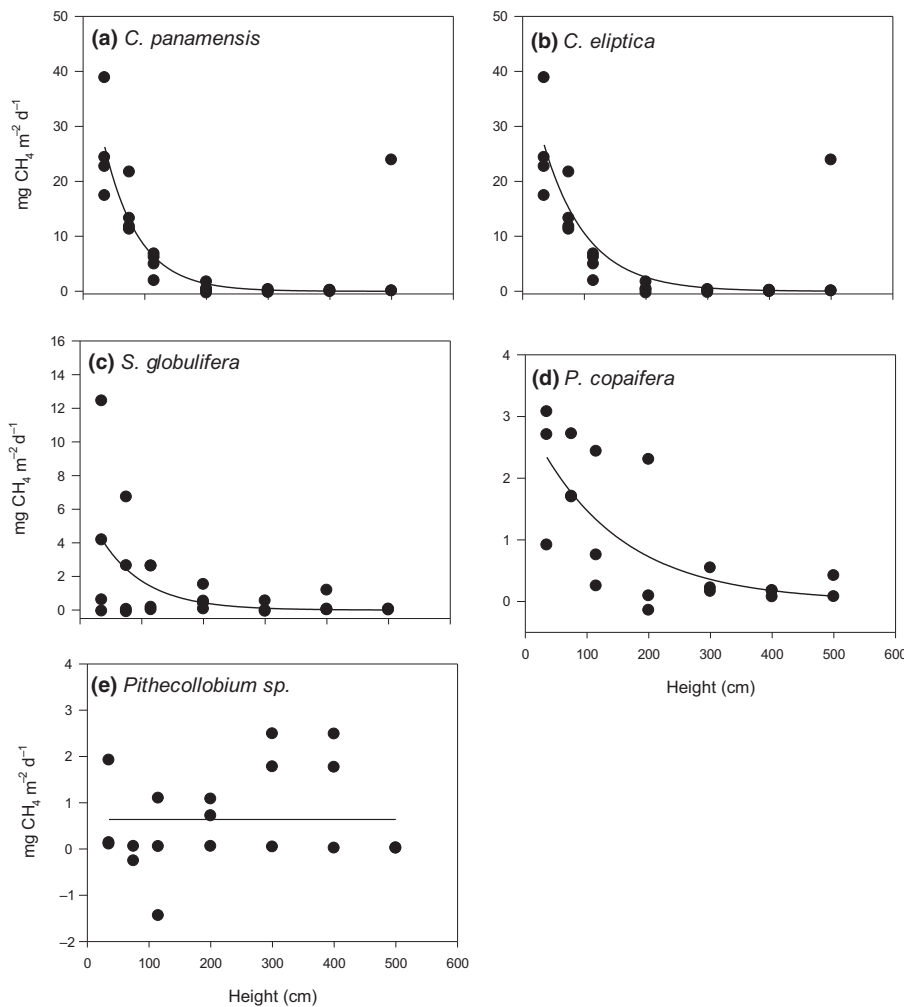 (a) C. panamensis
50
40
30
20
10
0
mg CH4 m–2 d–1
(b) C. eliptica
50
40
30
20
10
0
(c) S. globulifera
16
14
12
10
8
6
4
2
0
mg CH4 m–2 d–1
(d) P. copaifera
4
3
2
1
0
0 100 200 300 400 500 600
Height (cm)
(e) Pithecollobium sp.
4
3
2
1
0
–1
–2
mg CH4 m–2 d–1
0 100 200 300 400 500 600
Height (cm)